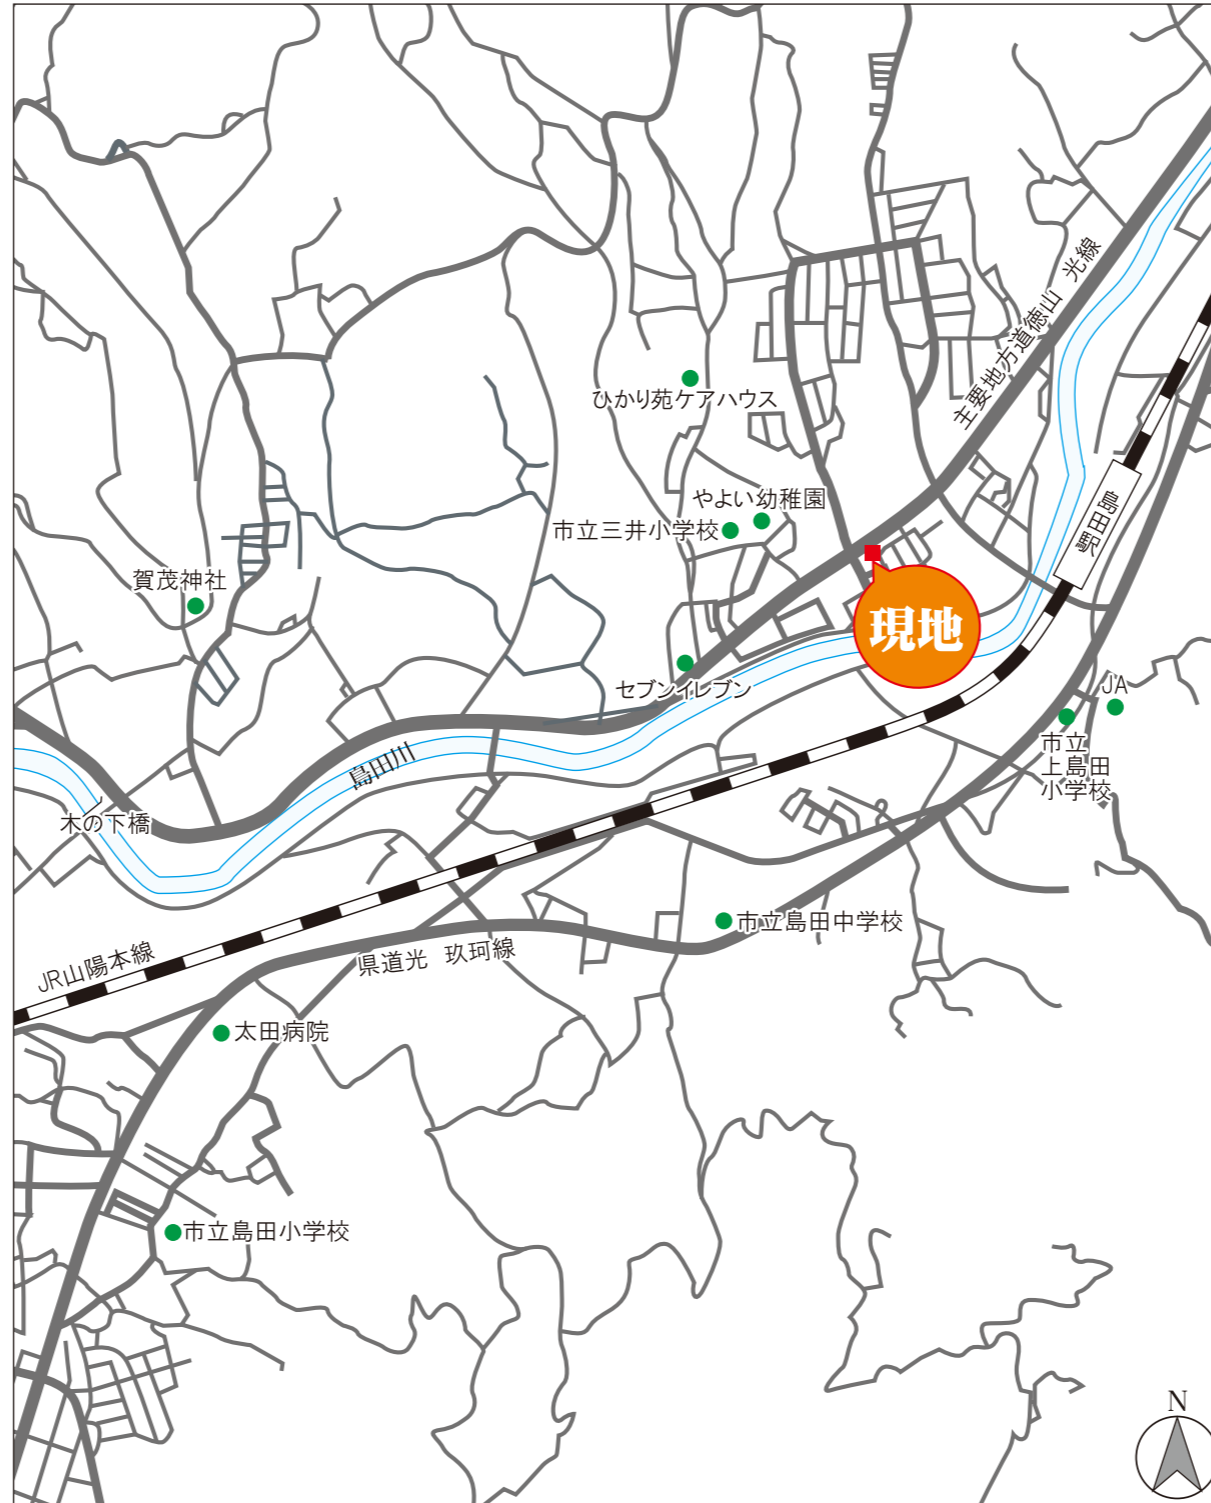 主要地方道徳山 光線
ひかり苑ケアハウス
やよい幼稚園
市立三井小学校
島田駅
賀茂神社
現地
セブンイレブン
JA
市立
上島田
小学校
島田川
木の下橋
市立島田中学校
県道光 玖珂線
JR山陽本線
太田病院
市立島田小学校
N